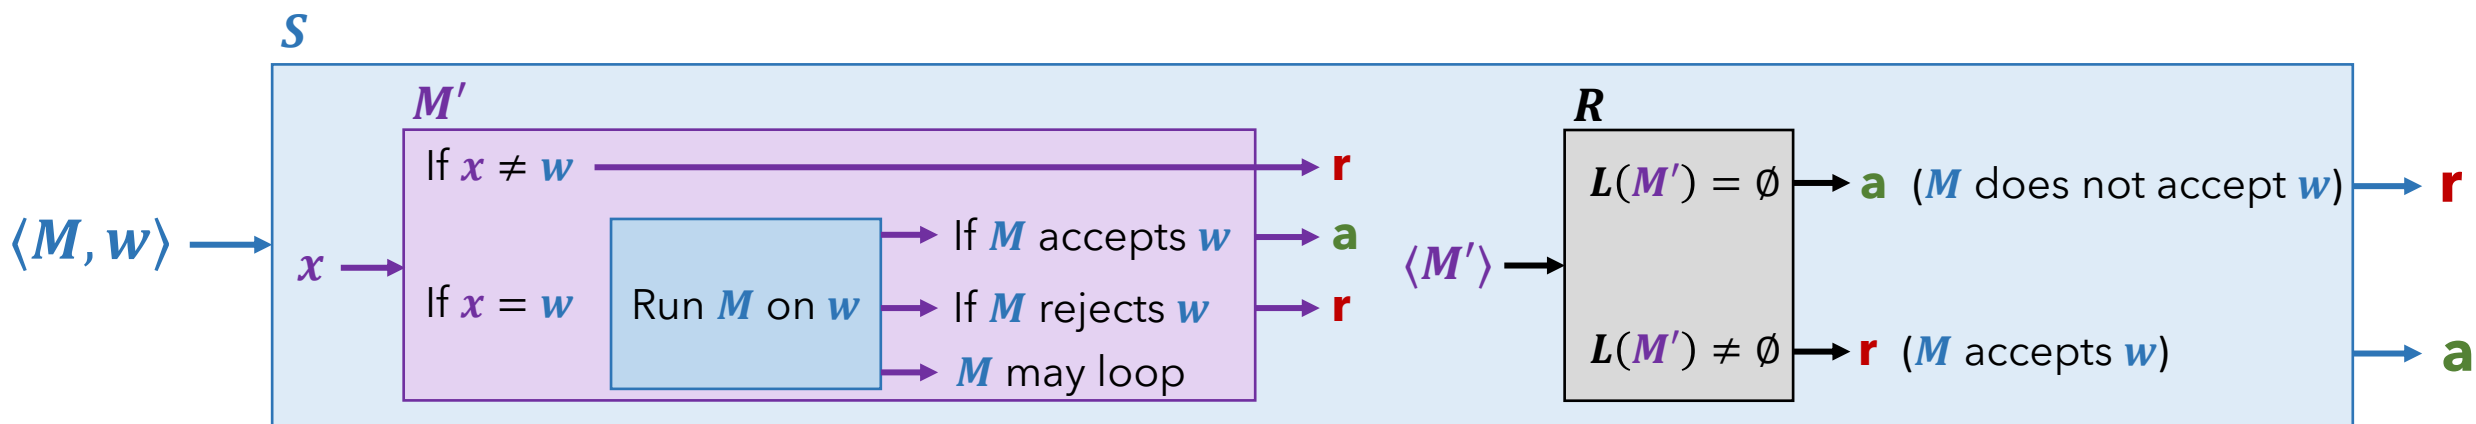 S
M′
R
If x ≠ w
r
L(M′) = ∅
a (M does not accept w)
r
⟨M, w⟩
x
If x = w
Run M on w
If M accepts w
a
If M rejects w
r
M may loop
⟨M′⟩
L(M′) ≠ ∅
r (M accepts w)
a